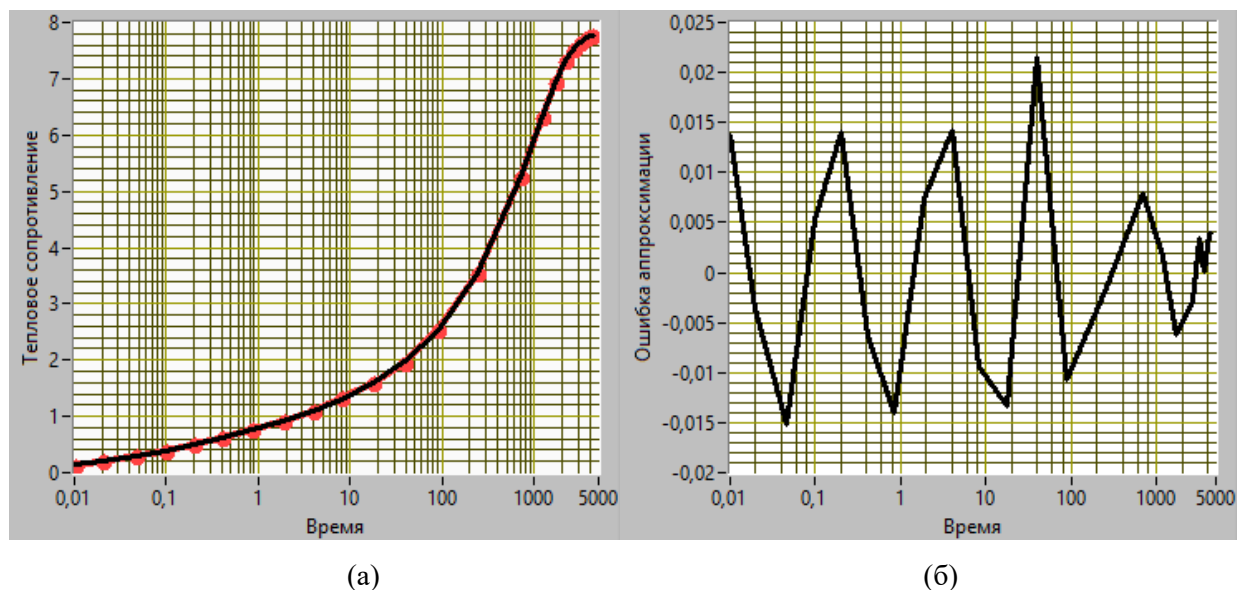 8
7
6
5
4
3
2
1
0
Тепловое сопротивление
0,01 0,1 1 10 100 1000 5000
Время
0,025
0,02
0,015
0,01
0,005
0
-0,005
-0,01
-0,015
-0,02
Ошибка аппроксимации
0,01 0,1 1 10 100 1000 5000
Время
(а) (б)